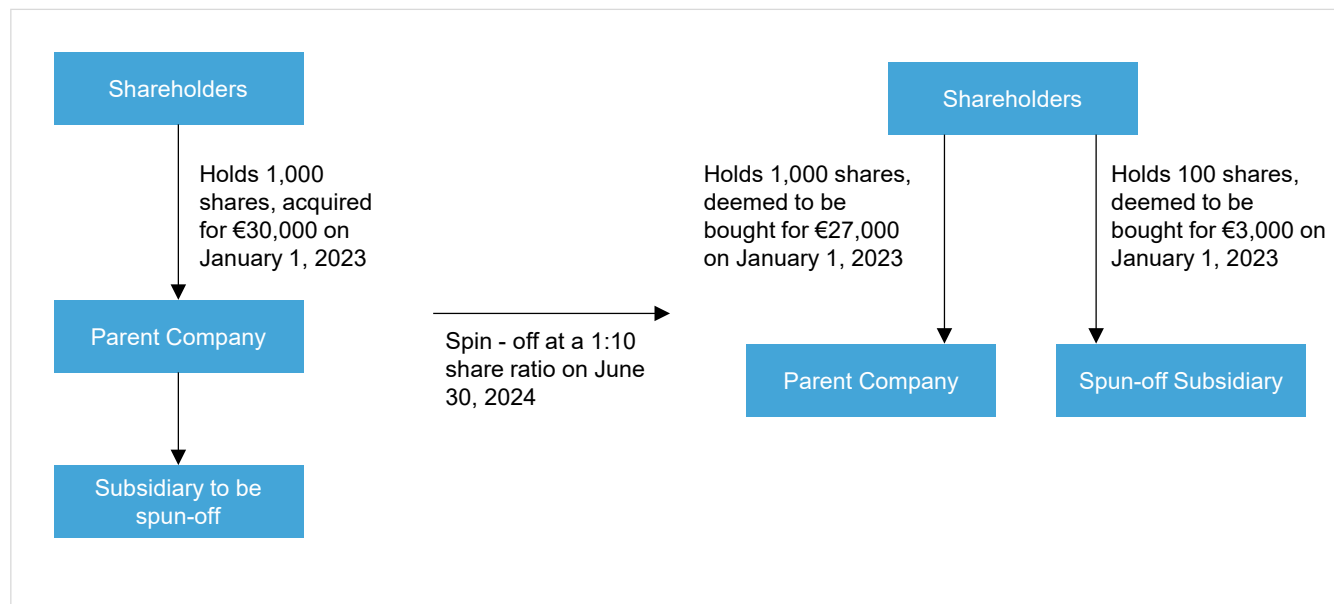 Shareholders
Holds 1,000
shares, acquired
for €30,000 on
January 1, 2023
Parent Company
Subsidiary to be
spun-off
Spin - off at a 1:10
share ratio on June
30, 2024
Shareholders
Holds 1,000 shares,
deemed to be
bought for €27,000
on January 1, 2023
Holds 100 shares,
deemed to be
bought for €3,000 on
January 1, 2023
Parent Company
Spun-off Subsidiary